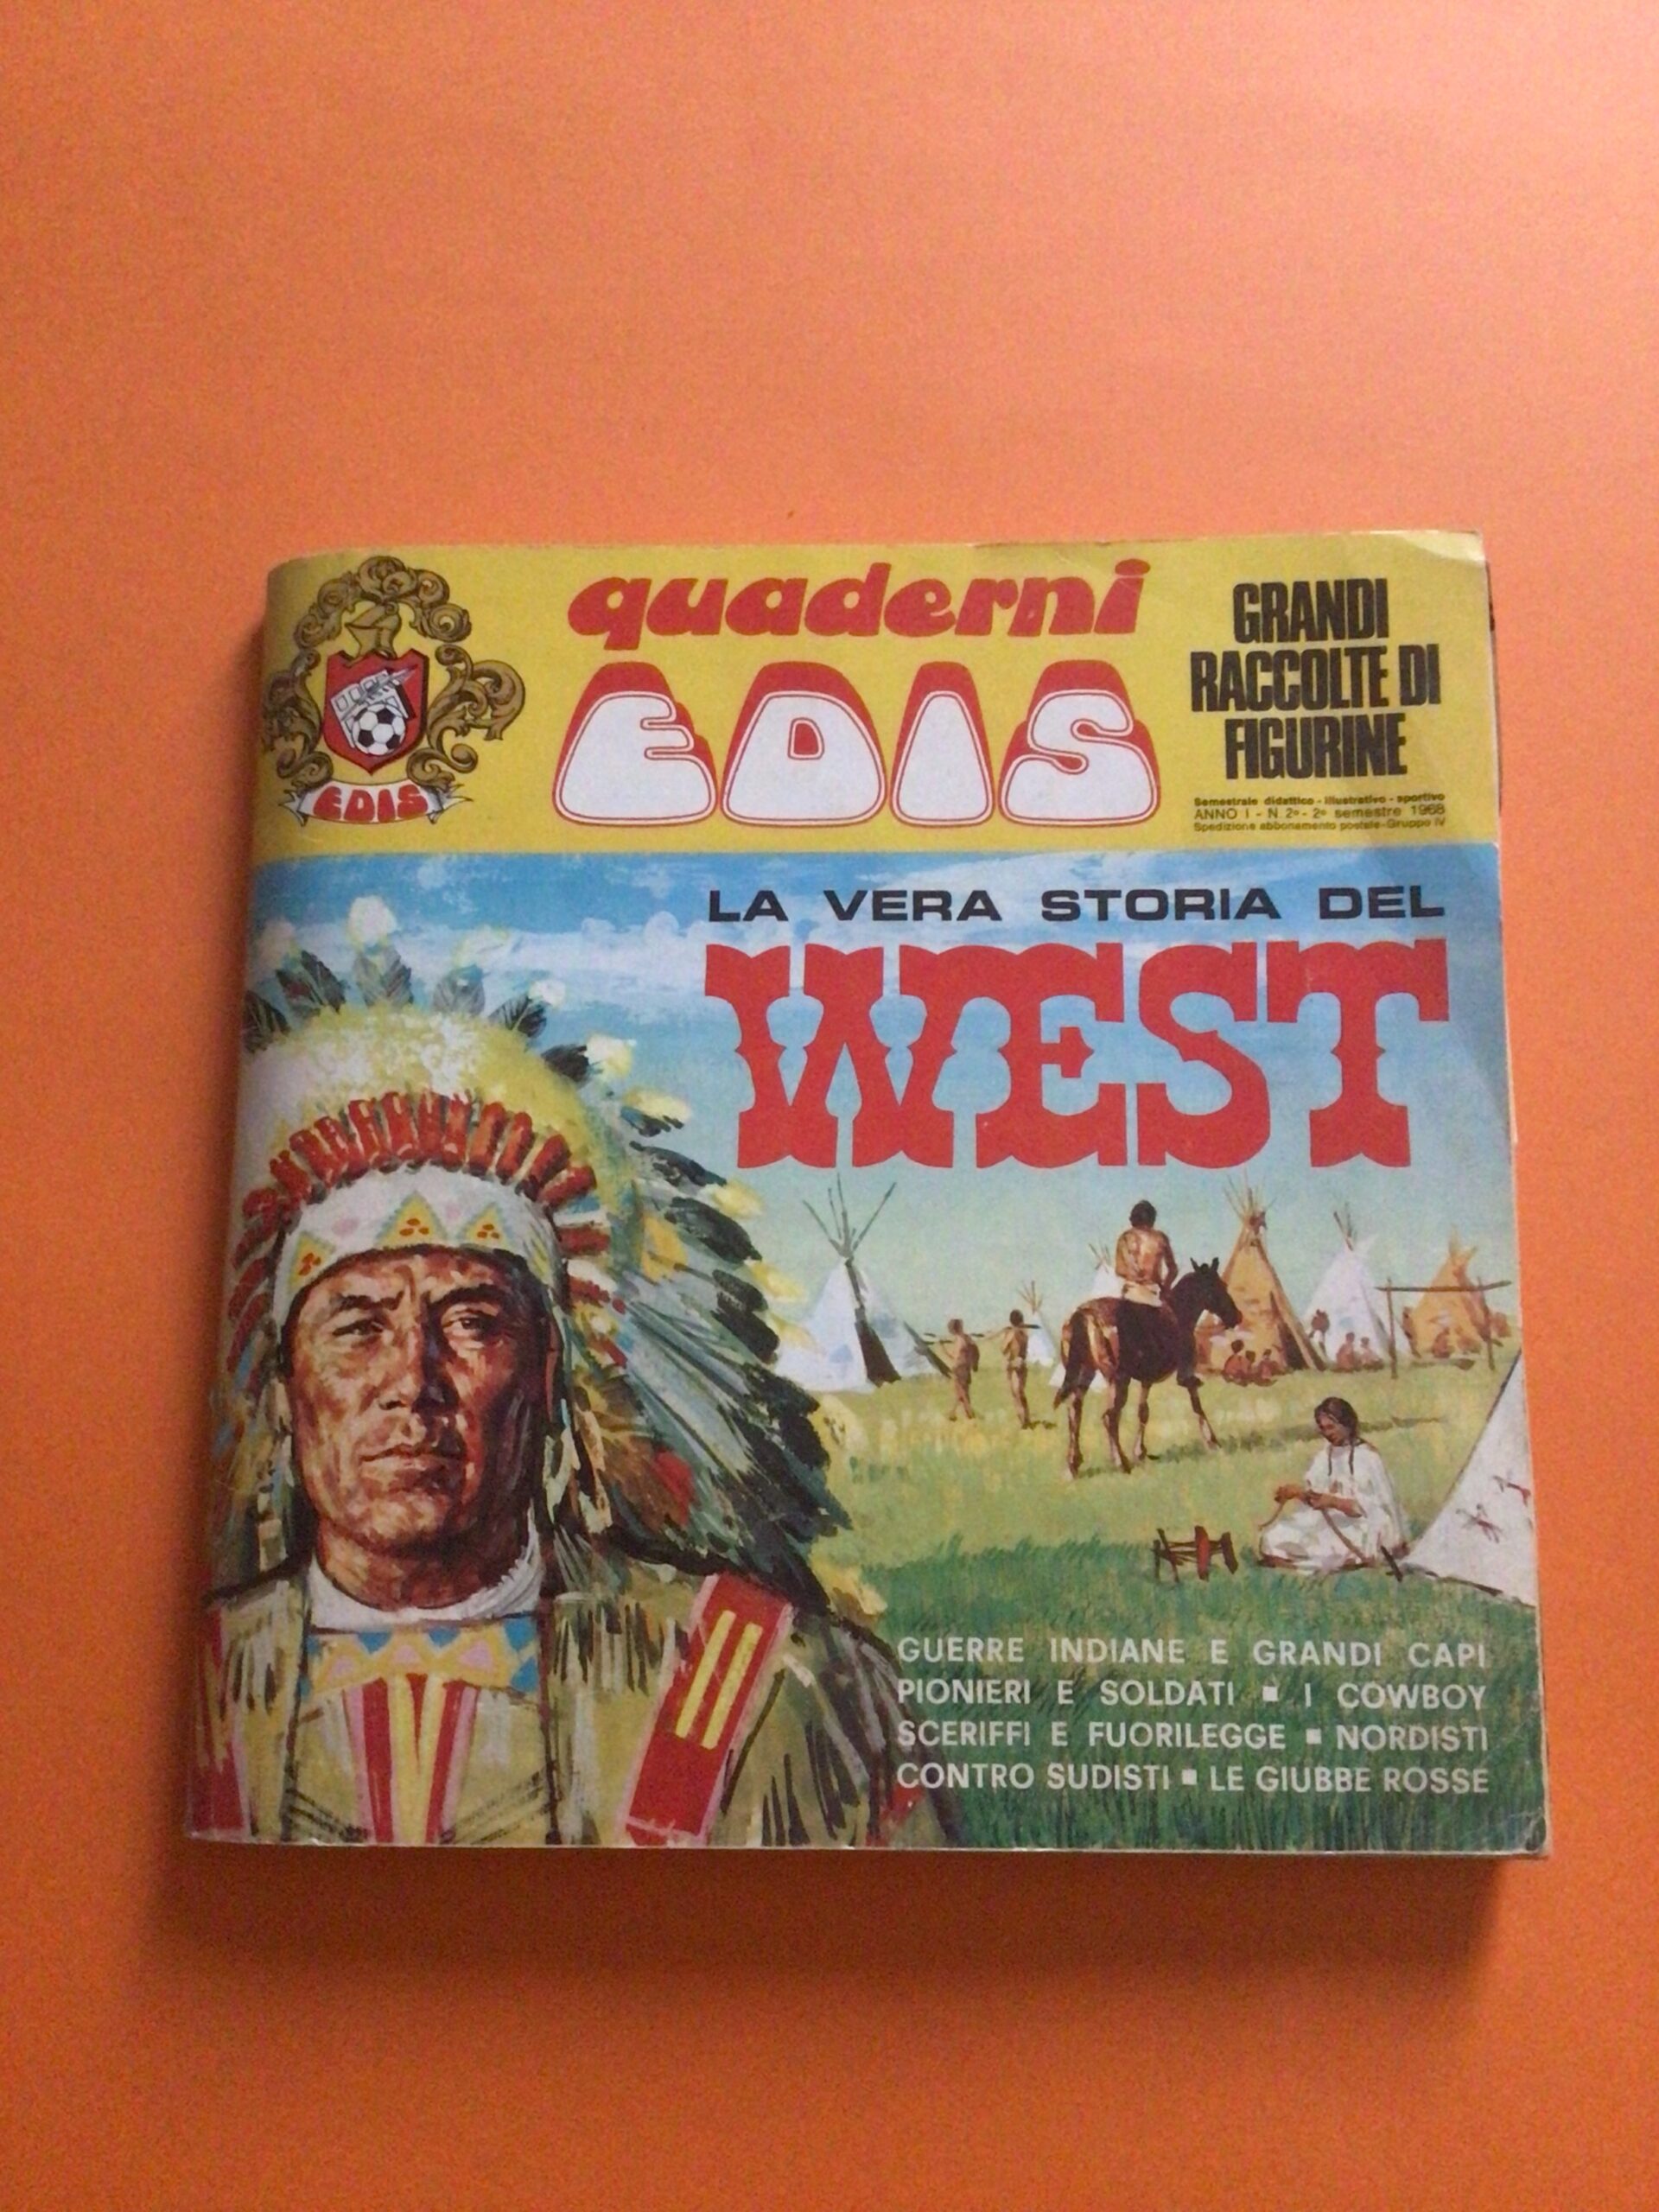 EDIS
quaderni
EDIS
GRANDI
RACCOLTE DI
FIGURINE
Semestrale didattico - illustrativo - sportivo
ANNO I - N 2º - 2º semestre 1968
Spedizione abbonamento postale - Gruppo IV
LA VERA STORIA DEL
WEST
GUERRE INDIANE E GRANDI CAPI
PIONIERI E SOLDATI ▪ I COWBOY
SCERIFFI E FUORILEGGE ▪ NORDISTI
CONTRO SUDISTI ▪ LE GIUBBE ROSSE